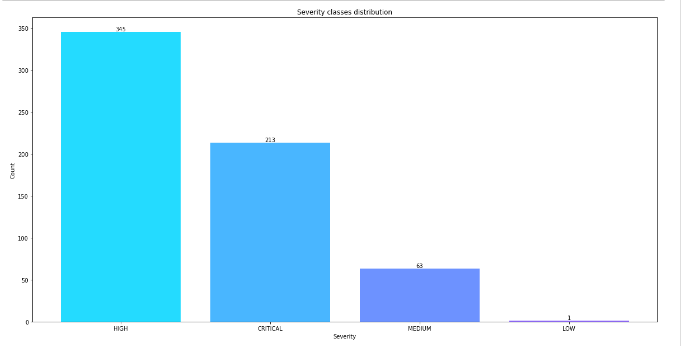 Severity classes distribution
350
300
250
200
150
100
50
0
Count
345
213
63
1
HIGH
CRITICAL
MEDIUM
LOW
Severity